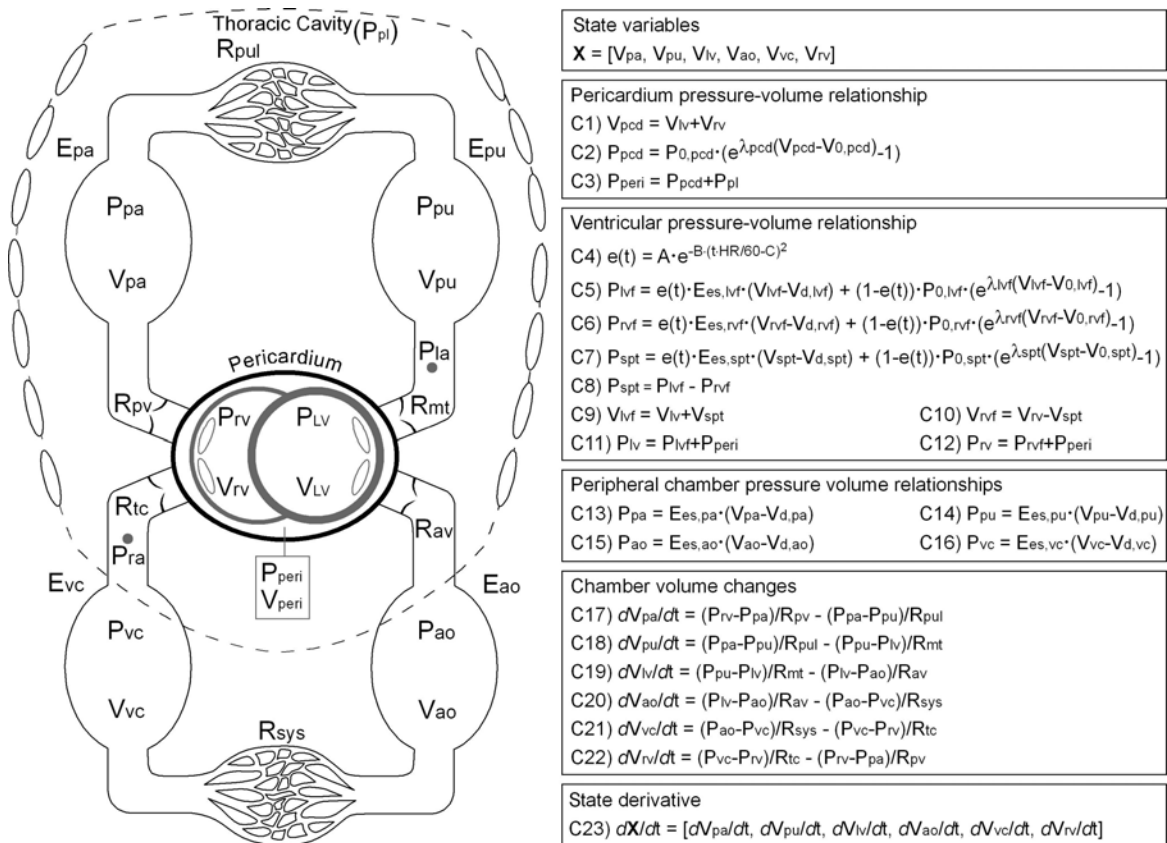 Thoracic Cavity(Ppl)
Rpul
Epa
Epu
Ppa
Ppu
Vpa
Vpu
Pla
Pericardium
Rpv
Rmt
Prv
PLV
Vrv
VLV
Rtc
Rav
Pra
Pperi
Vperi
Evc
Eao
Pvc
Pao
Vvc
Vao
Rsys
State variables
X = [Vpa, Vpu, Vlv, Vao, Vvc, Vrv]
Pericardium pressure-volume relationship
C1) Vpcd = Vlv+Vrv
C2) Ppcd = P0,pcd·(e^λpcd(Vpcd-V0,pcd)-1)
C3) Pperi = Ppcd+Ppl
Ventricular pressure-volume relationship
C4) e(t) = A·e^-B·(t·HR/60-C)^2
C5) Plvf = e(t)·Ees,lvf·(Vlvf-Vd,lvf) + (1-e(t))·P0,lvf·(e^λlvf(Vlvf-V0,lvf)-1)
C6) Prvf = e(t)·Ees,rvf·(Vrvf-Vd,rvf) + (1-e(t))·P0,rvf·(e^λrvf(Vrvf-V0,rvf)-1)
C7) Pspt = e(t)·Ees,spt·(Vspt-Vd,spt) + (1-e(t))·P0,spt·(e^λspt(Vspt-V0,spt)-1)
C8) Pspt = Plvf - Prvf
C9) Vlvf = Vlv+Vspt C10) Vrvf = Vrv-Vspt
C11) Plv = Plvf+Pperi C12) Prv = Prvf+Pperi
Peripheral chamber pressure volume relationships
C13) Ppa = Ees,pa·(Vpa-Vd,pa) C14) Ppu = Ees,pu·(Vpu-Vd,pu)
C15) Pao = Ees,ao·(Vao-Vd,ao) C16) Pvc = Ees,vc·(Vvc-Vd,vc)
Chamber volume changes
C17) dVpa/dt = (Prv-Ppa)/Rpv - (Ppa-Ppu)/Rpul
C18) dVpu/dt = (Ppa-Ppu)/Rpul - (Ppu-Plv)/Rmt
C19) dVlv/dt = (Ppu-Plv)/Rmt - (Plv-Pao)/Rav
C20) dVao/dt = (Plv-Pao)/Rav - (Pao-Pvc)/Rsys
C21) dVvc/dt = (Pao-Pvc)/Rsys - (Pvc-Prv)/Rtc
C22) dVrv/dt = (Pvc-Prv)/Rtc - (Prv-Ppa)/Rpv
State derivative
C23) dX/dt = [dVpa/dt, dVpu/dt, dVlv/dt, dVao/dt, dVvc/dt, dVrv/dt]